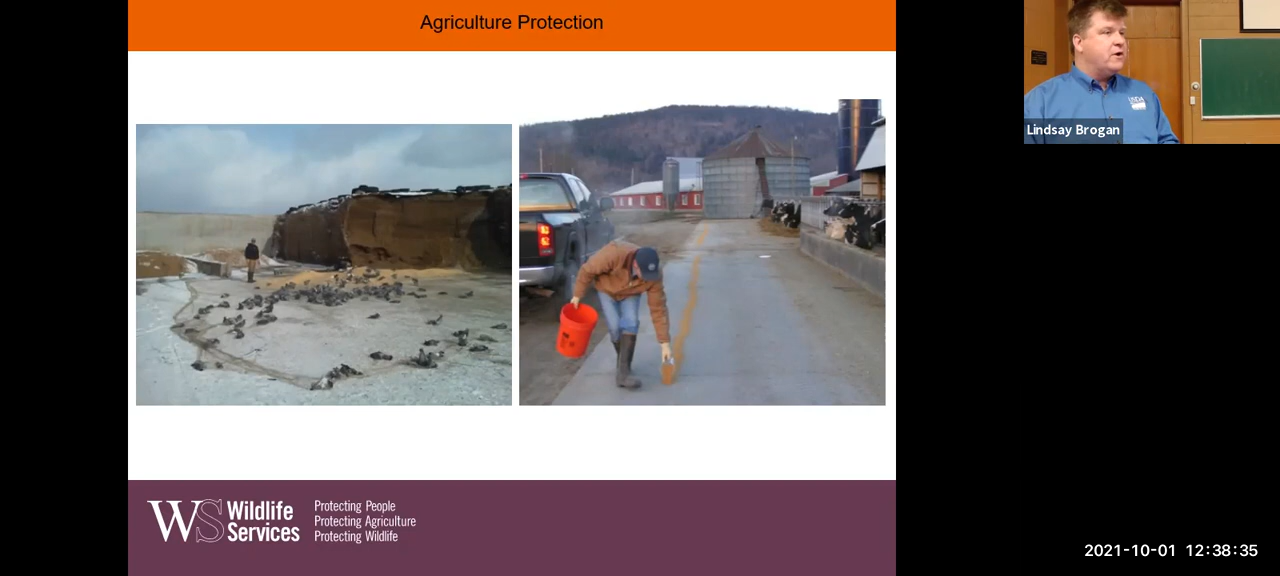 Agriculture Protection
USDA
Lindsay Brogan
WS Wildlife Services
Protecting People
Protecting Agriculture
Protecting Wildlife
2021-10-01 12:38:35